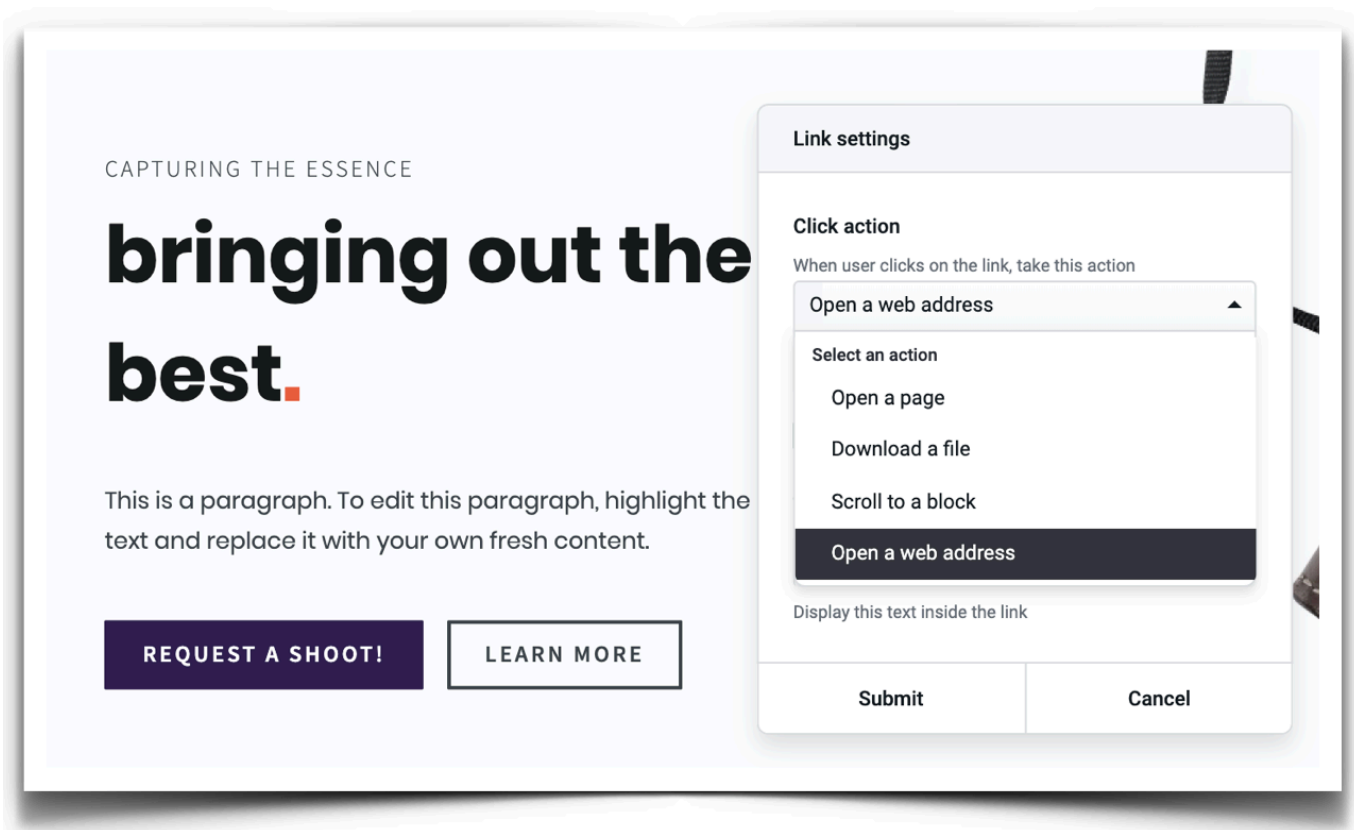 CAPTURING THE ESSENCE
bringing out the
best.
This is a paragraph. To edit this paragraph, highlight the
text and replace it with your own fresh content.
REQUEST A SHOOT!
LEARN MORE
Link settings
Click action
When user clicks on the link, take this action
Open a web address
Select an action
Open a page
Download a file
Scroll to a block
Open a web address
Display this text inside the link
Submit
Cancel